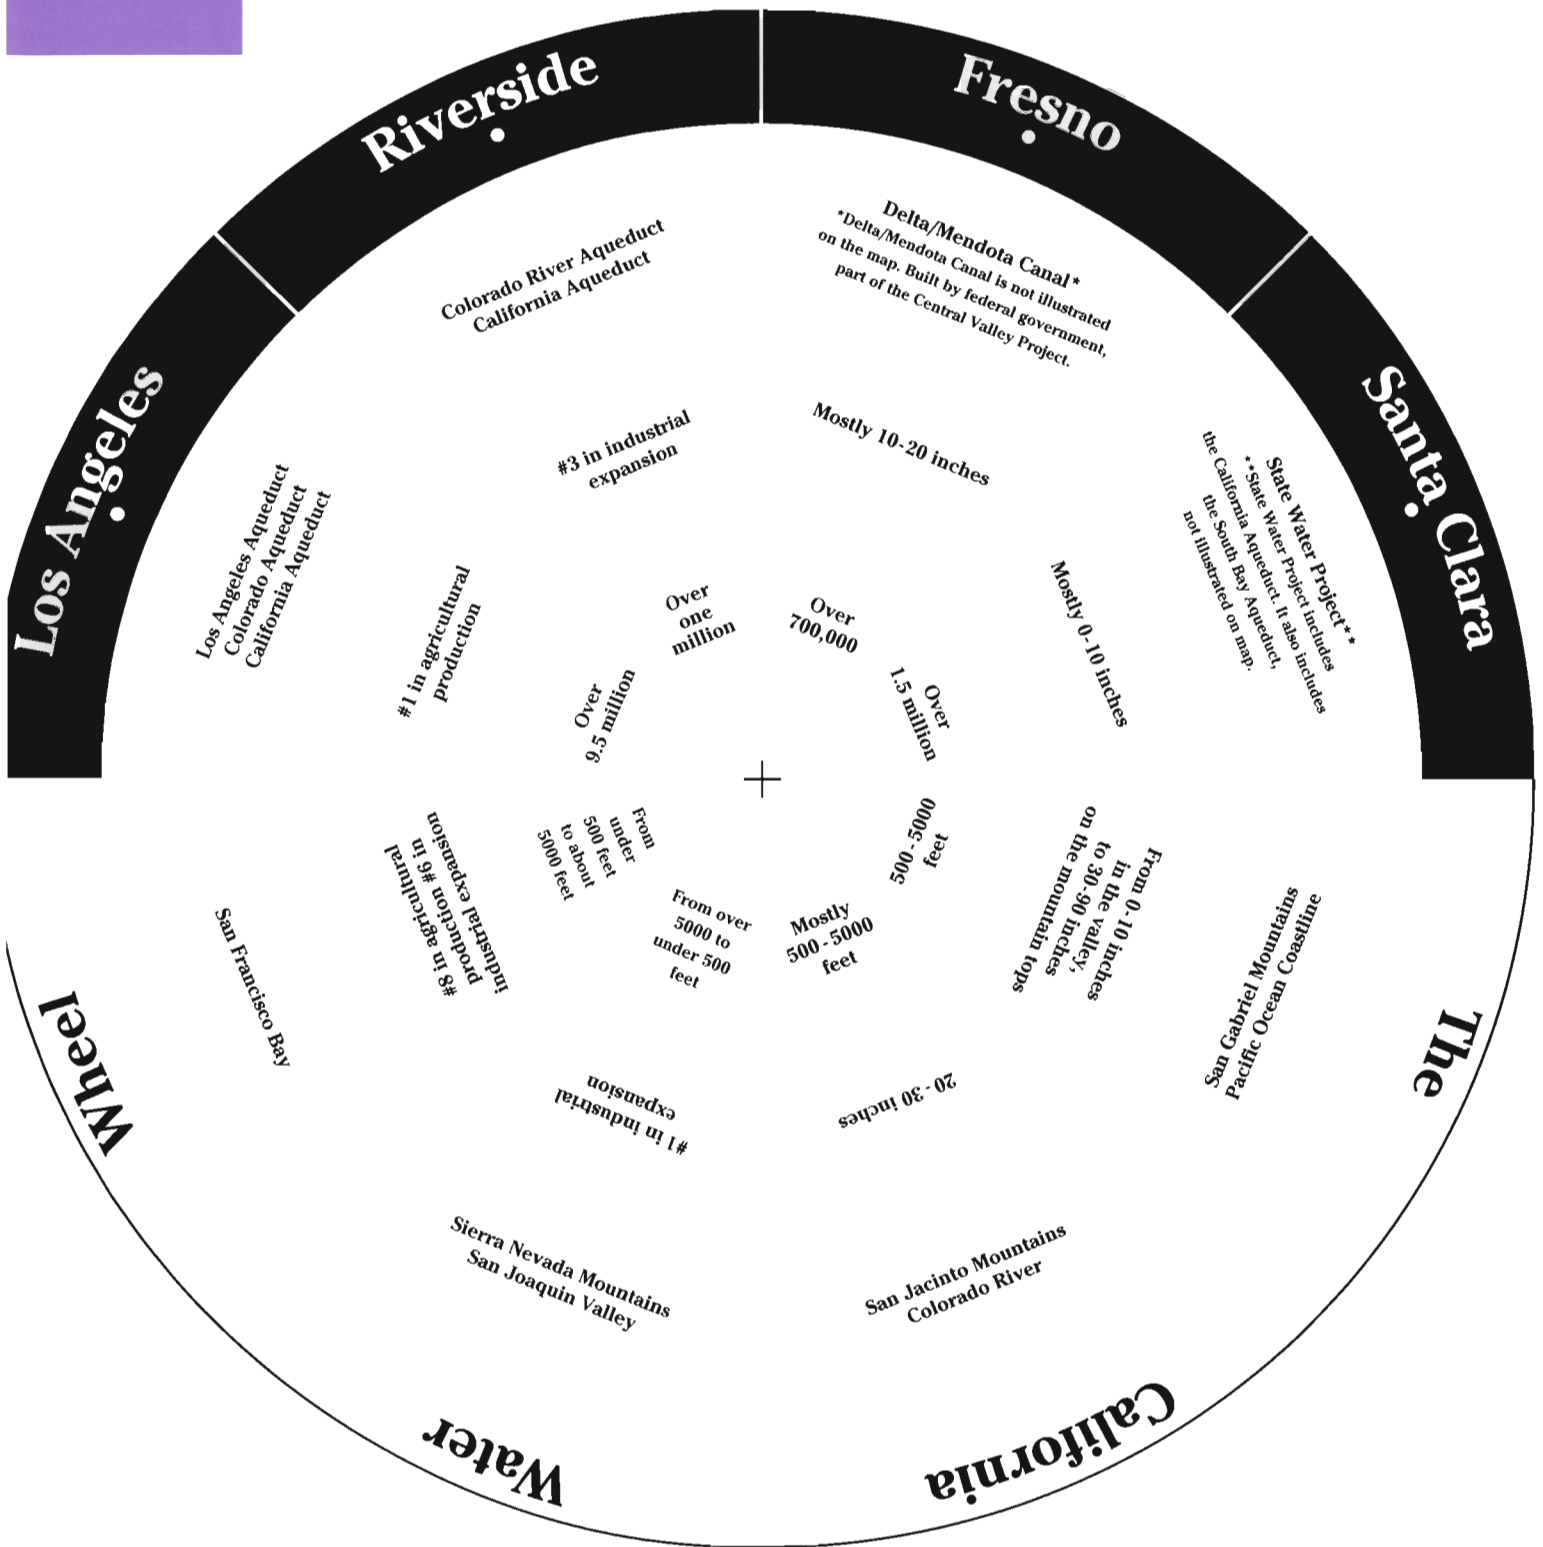 Los Angeles
Riverside
Fresno
Santa Clara
Los Angeles Aqueduct
Colorado Aqueduct
California Aqueduct
Colorado River Aqueduct
California Aqueduct
Delta/Mendota Canal*
*Delta/Mendota Canal is not illustrated
on the map. Built by federal government,
part of the Central Valley Project.
State Water Project**
**State Water Project includes
the California Aqueduct. It also includes
the South Bay Aqueduct,
not illustrated on map.
#1 in agricultural
production
#3 in industrial
expansion
Mostly 10-20 inches
Mostly 0-10 inches
Over
9.5 million
Over
one
million
Over
700,000
Over
1.5 million
500-5000
feet
Mostly
500-5000
feet
From over
5000 to
under 500
feet
From
under
500 feet
to about
5000 feet
From 0-10 inches
in the valley,
to 30-90 inches
on the mountain tops
20-30 inches
#1 in industrial
expansion
#8 in agricultural
production #6 in
industrial expansion
San Gabriel Mountains
Pacific Ocean Coastline
San Jacinto Mountains
Colorado River
Sierra Nevada Mountains
San Joaquin Valley
San Francisco Bay
The
California
Water
Wheel